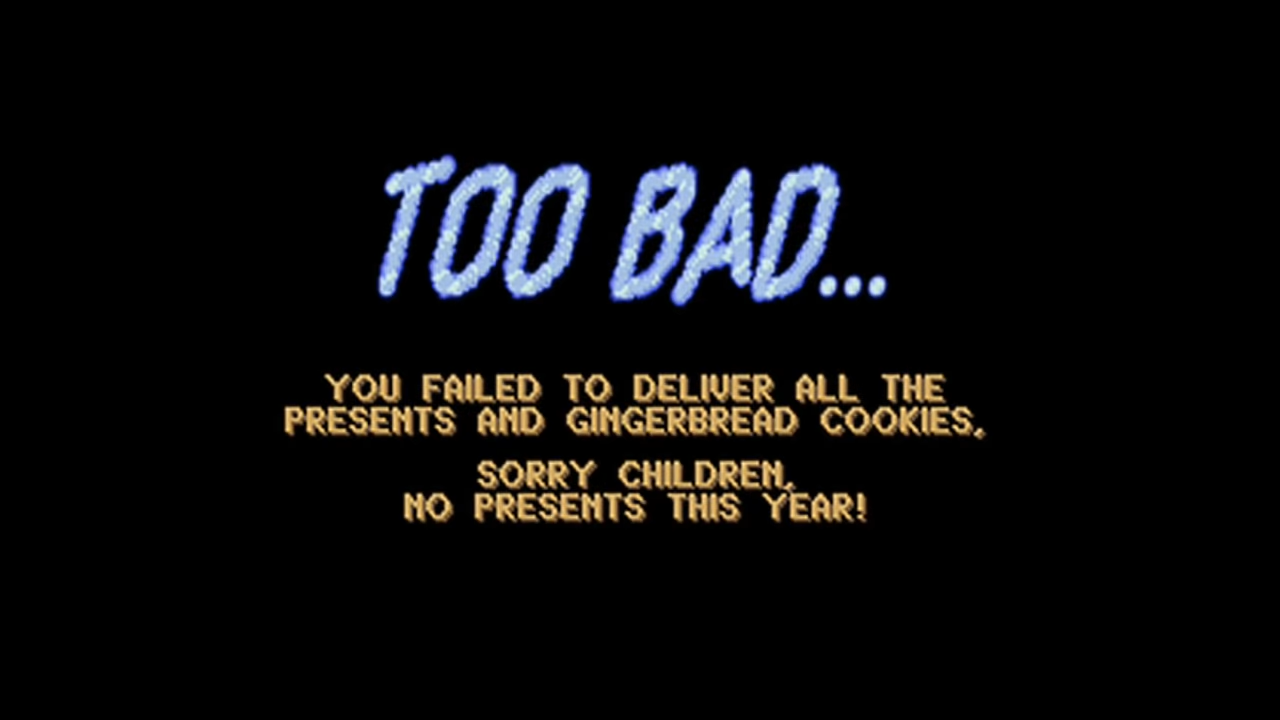 TOO BAD...
YOU FAILED TO DELIVER ALL THE
PRESENTS AND GINGERBREAD COOKIES,
SORRY CHILDREN,
NO PRESENTS THIS YEAR!